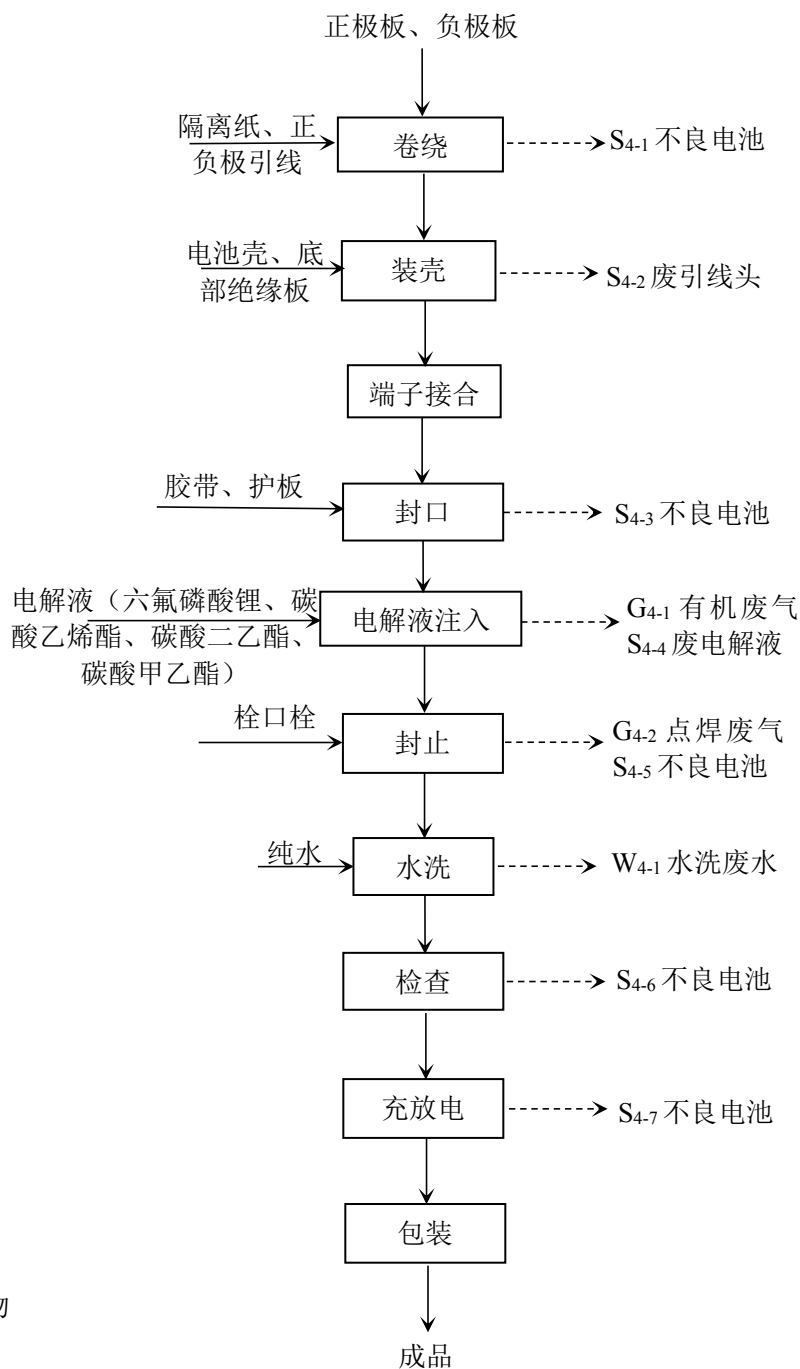 正极板、负极板
隔离纸、正
负极引线
卷绕
S4-1 不良电池
电池壳、底
部绝缘板
装壳
S4-2 废引线头
端子接合
胶带、护板
封口
S4-3 不良电池
电解液（六氟磷酸锂、碳
酸乙烯酯、碳酸二乙酯、
碳酸甲乙酯）
电解液注入
G4-1 有机废气
S4-4 废电解液
栓口栓
封止
G4-2 点焊废气
S4-5 不良电池
纯水
水洗
W4-1 水洗废水
检查
S4-6 不良电池
充放电
S4-7 不良电池
包装
成品